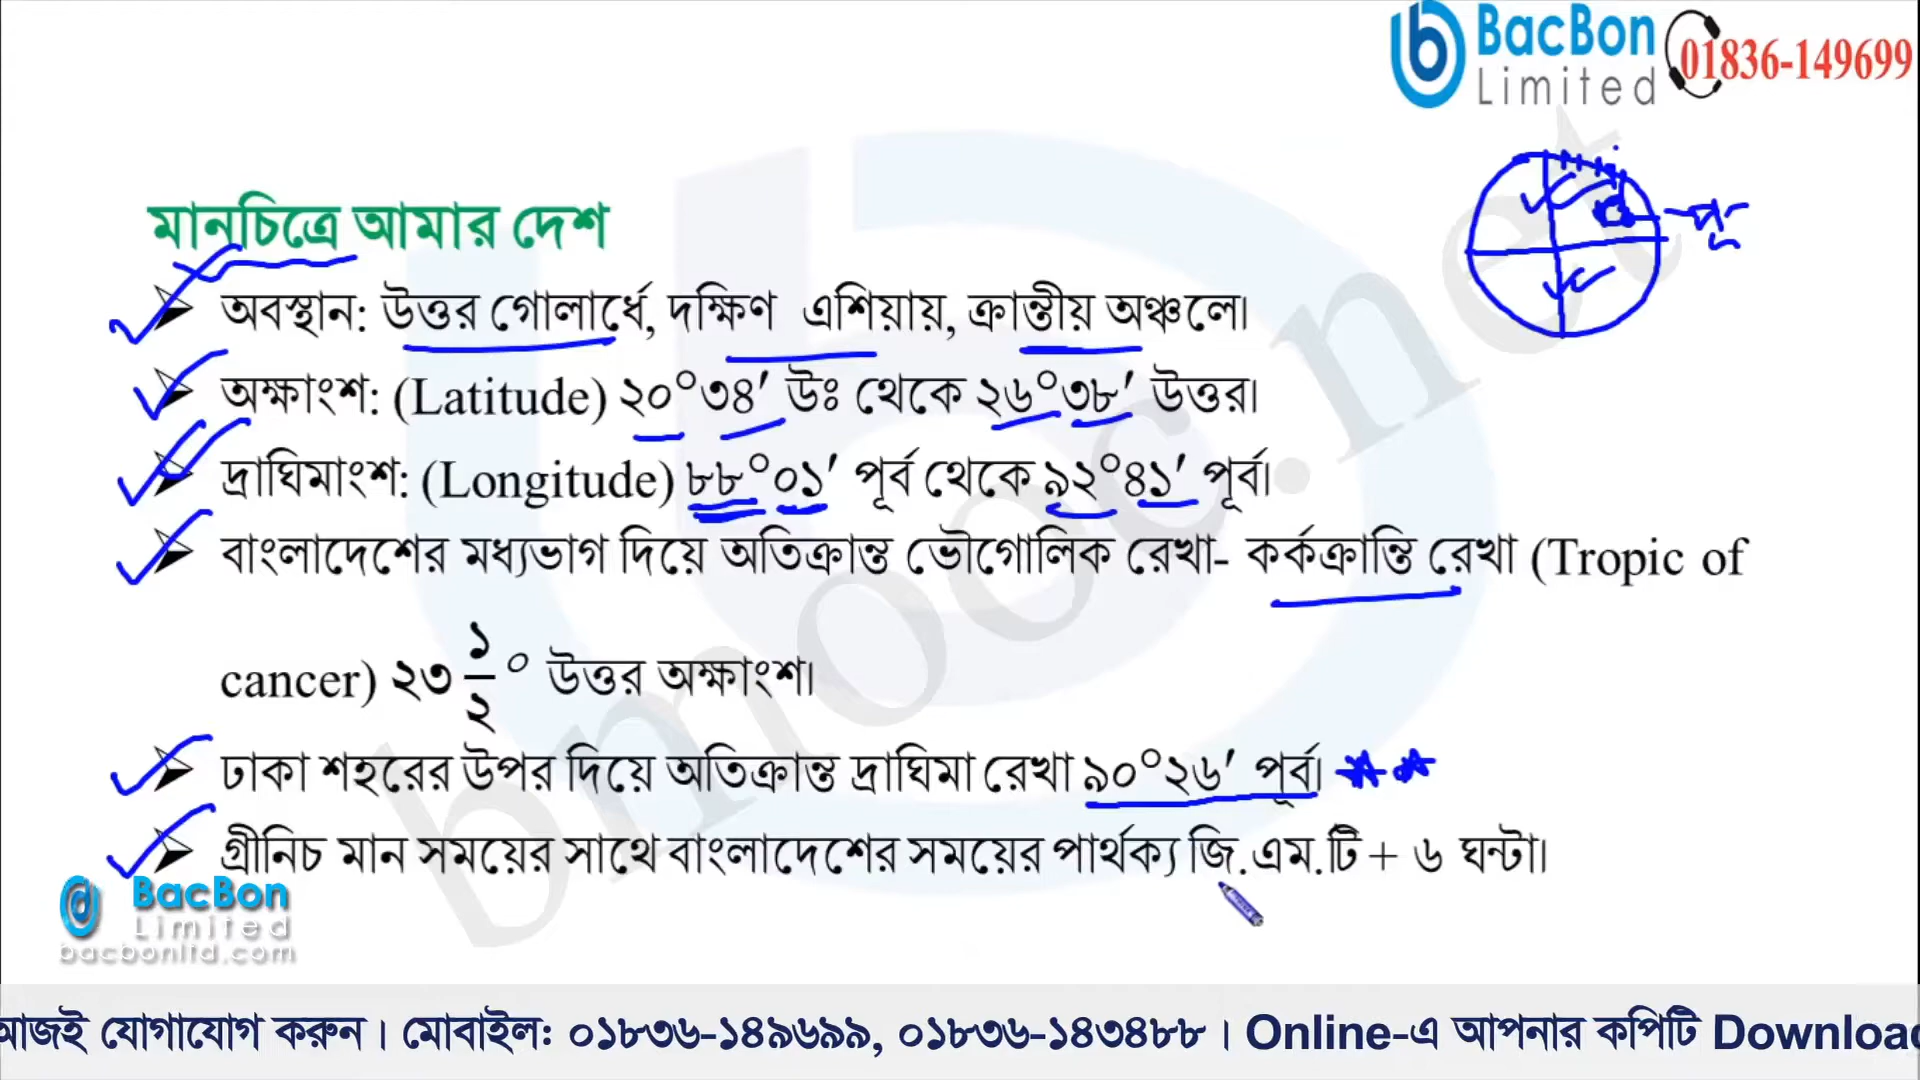 BacBon
Limited
01836-149699
মানচিত্রে আমার দেশ
পূ
অবস্থান: উত্তর গোলার্ধে, দক্ষিণ এশিয়ায়, ক্রান্তীয় অঞ্চলে।
অক্ষাংশ: (Latitude) ২০°৩৪′ উঃ থেকে ২৬°৩৮′ উত্তর।
দ্রাঘিমাংশ: (Longitude) ৮৮°০১′ পূর্ব থেকে ৯২°৪১′ পূর্ব।
বাংলাদেশের মধ্যভাগ দিয়ে অতিক্রান্ত ভৌগোলিক রেখা- কর্কক্রান্তি রেখা (Tropic of
cancer) ২৩ ১/২ ° উত্তর অক্ষাংশ।
ঢাকা শহরের উপর দিয়ে অতিক্রান্ত দ্রাঘিমা রেখা ৯০°২৬′ পূর্ব।
গ্রীনিচ মান সময়ের সাথে বাংলাদেশের সময়ের পার্থক্য জি.এম.টি + ৬ ঘন্টা।
bmooc.net
BacBon
Limited
bacbonltd.com
আজই যোগাযোগ করুন। মোবাইল: ০১৮৩৬-১৪৯৬৯৯, ০১৮৩৬-১৪৩৪৮৮। Online-এ আপনার কপিটি Download